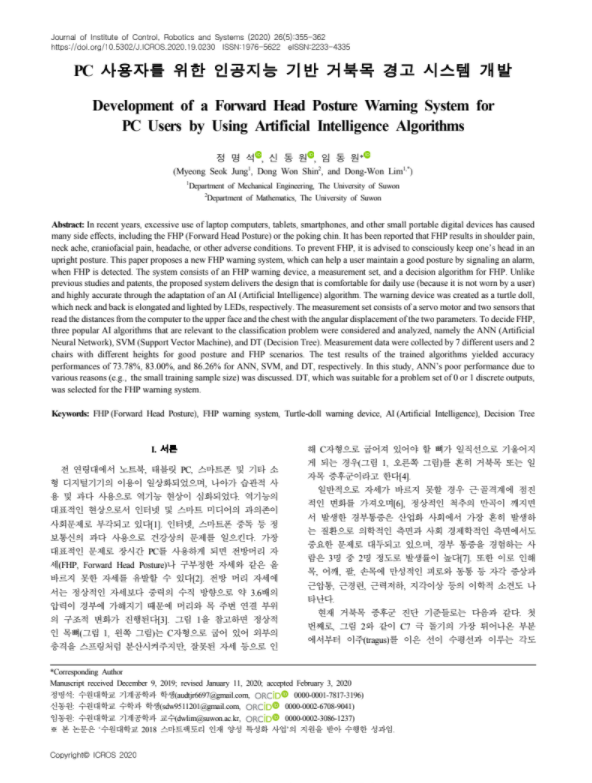 Journal of Institute of Control, Robotics and Systems (2020) 26(5):355-362
https://doi.org/10.5302/J.ICROS.2020.19.0230 ISSN:1976-5622 eISSN:2233-4335
PC 사용자를 위한 인공지능 기반 거북목 경고 시스템 개발
Development of a Forward Head Posture Warning System for
PC Users by Using Artificial Intelligence Algorithms
정 명 석, 신 동 원, 임 동 원*
(Myeong Seok Jung¹, Dong Won Shin², and Dong-Won Lim¹,*)
¹Department of Mechanical Engineering, The University of Suwon
²Department of Mathematics, The University of Suwon
Abstract: In recent years, excessive use of laptop computers, tablets, smartphones, and other small portable digital devices has caused
many side effects, including the FHP (Forward Head Posture) or the poking chin. It has been reported that FHP results in shoulder pain,
neck ache, craniofacial pain, headache, or other adverse conditions. To prevent FHP, it is advised to consciously keep one's head in an
upright posture. This paper proposes a new FHP warning system, which can help a user maintain a good posture by signaling an alarm,
when FHP is detected. The system consists of an FHP warning device, a measurement set, and a decision algorithm for FHP. Unlike
previous studies and patents, the proposed system delivers the design that is comfortable for daily use (because it is not worn by a user)
and highly accurate through the adaptation of an AI (Artificial Intelligence) algorithm. The warning device was created as a turtle doll,
which neck and back is elongated and lighted by LEDs, respectively. The measurement set consists of a servo motor and two sensors that
read the distances from the computer to the upper face and the chest with the angular displacement of the two parameters. To decide FHP,
three popular AI algorithms that are relevant to the classification problem were considered and analyzed, namely the ANN (Artificial
Neural Network), SVM (Support Vector Machine), and DT (Decision Tree). Measurement data were collected by 7 different users and 2
chairs with different heights for good posture and FHP scenarios. The test results of the trained algorithms yielded accuracy
performances of 73.78%, 83.00%, and 86.26% for ANN, SVM, and DT, respectively. In this study, ANN's poor performance due to
various reasons (e.g., the small training sample size) was discussed. DT, which was suitable for a problem set of 0 or 1 discrete outputs,
was selected for the FHP warning system.
Keywords: FHP (Forward Head Posture), FHP warning system, Turtle-doll warning device, AI (Artificial Intelligence), Decision Tree
I. 서론
전 연령대에서 노트북, 태블릿 PC, 스마트폰 및 기타 소
형 디지털기기의 이용이 일상화되었으며, 나아가 습관적 사
용 및 과다 사용으로 역기능 현상이 심화되었다. 역기능의
대표적인 현상으로서 인터넷 및 스마트 미디어의 과의존이
사회문제로 부각되고 있다[1]. 인터넷, 스마트폰 중독 등 정
보통신의 과다 사용으로 건강상의 문제를 일으킨다. 가장
대표적인 문제로 장시간 PC를 사용하게 되면 전방머리 자
세(FHP, Forward Head Posture)나 구부정한 자세와 같은 올
바르지 못한 자세를 유발할 수 있다[2]. 전방 머리 자세에
서는 정상적인 자세보다 중력의 수직 방향으로 약 3.6배의
압력이 경부에 가해지기 때문에 머리와 목 주변 연결 부위
의 구조적 변화가 진행된다[3]. 그림 1을 참고하면 정상적
인 목뼈(그림 1, 왼쪽 그림)는 C자형으로 굽어 있어 외부의
충격을 스프링처럼 분산시켜주지만, 잘못된 자세 등으로 인
해 C자형으로 굽어져 있어야 할 뼈가 일직선으로 기울어지
게 되는 경우(그림 1, 오른쪽 그림)를 흔히 거북목 또는 일
자목 증후군이라고 한다[4].
일반적으로 자세가 바르지 못할 경우 근골격계에 점진
적인 변화를 가져오며[6], 정상적인 척추의 만곡이 깨지면
서 발생한 경부통증은 산업화 사회에서 가장 흔히 발생하
는 질환으로 의학적인 측면과 사회 경제학적인 측면에서도
중요한 문제로 대두되고 있으며, 경부 통증을 경험하는 사
람은 3명 중 2명 정도로 발생률이 높다[7]. 또한 이로 인해
목, 어깨, 팔, 손목에 만성적인 피로와 통통 등 자각 증상과
근압통, 근경련, 근력저하, 지각이상 등의 이학적 소견도 나
타난다.
현재 거북목 증후군 진단 기준들로는 다음과 같다. 첫
번째로, 그림 2와 같이 C7 극 돌기의 가장 튀어나온 부분
에서부터 이주(tragus)를 이은 선이 수평선과 이루는 각도
*Corresponding Author
Manuscript received December 9, 2019; revised January 11, 2020; accepted February 3, 2020
정명석: 수원대학교 기계공학과 학생(audtjr6697@gmail.com, ORCID 0000-0001-7817-3196)
신동원: 수원대학교 수학과 학생(sdw9511201@gmail.com, ORCID 0000-0002-6708-9041)
임동원: 수원대학교 기계공학과 교수(dwlim@suwon.ac.kr, ORCID 0000-0002-3086-1237)
※ 본 논문은 '수원대학교 2018 스마트팩토리 인재 양성 특성화 사업'의 지원을 받아 수행한 성과임.
Copyright© ICROS 2020